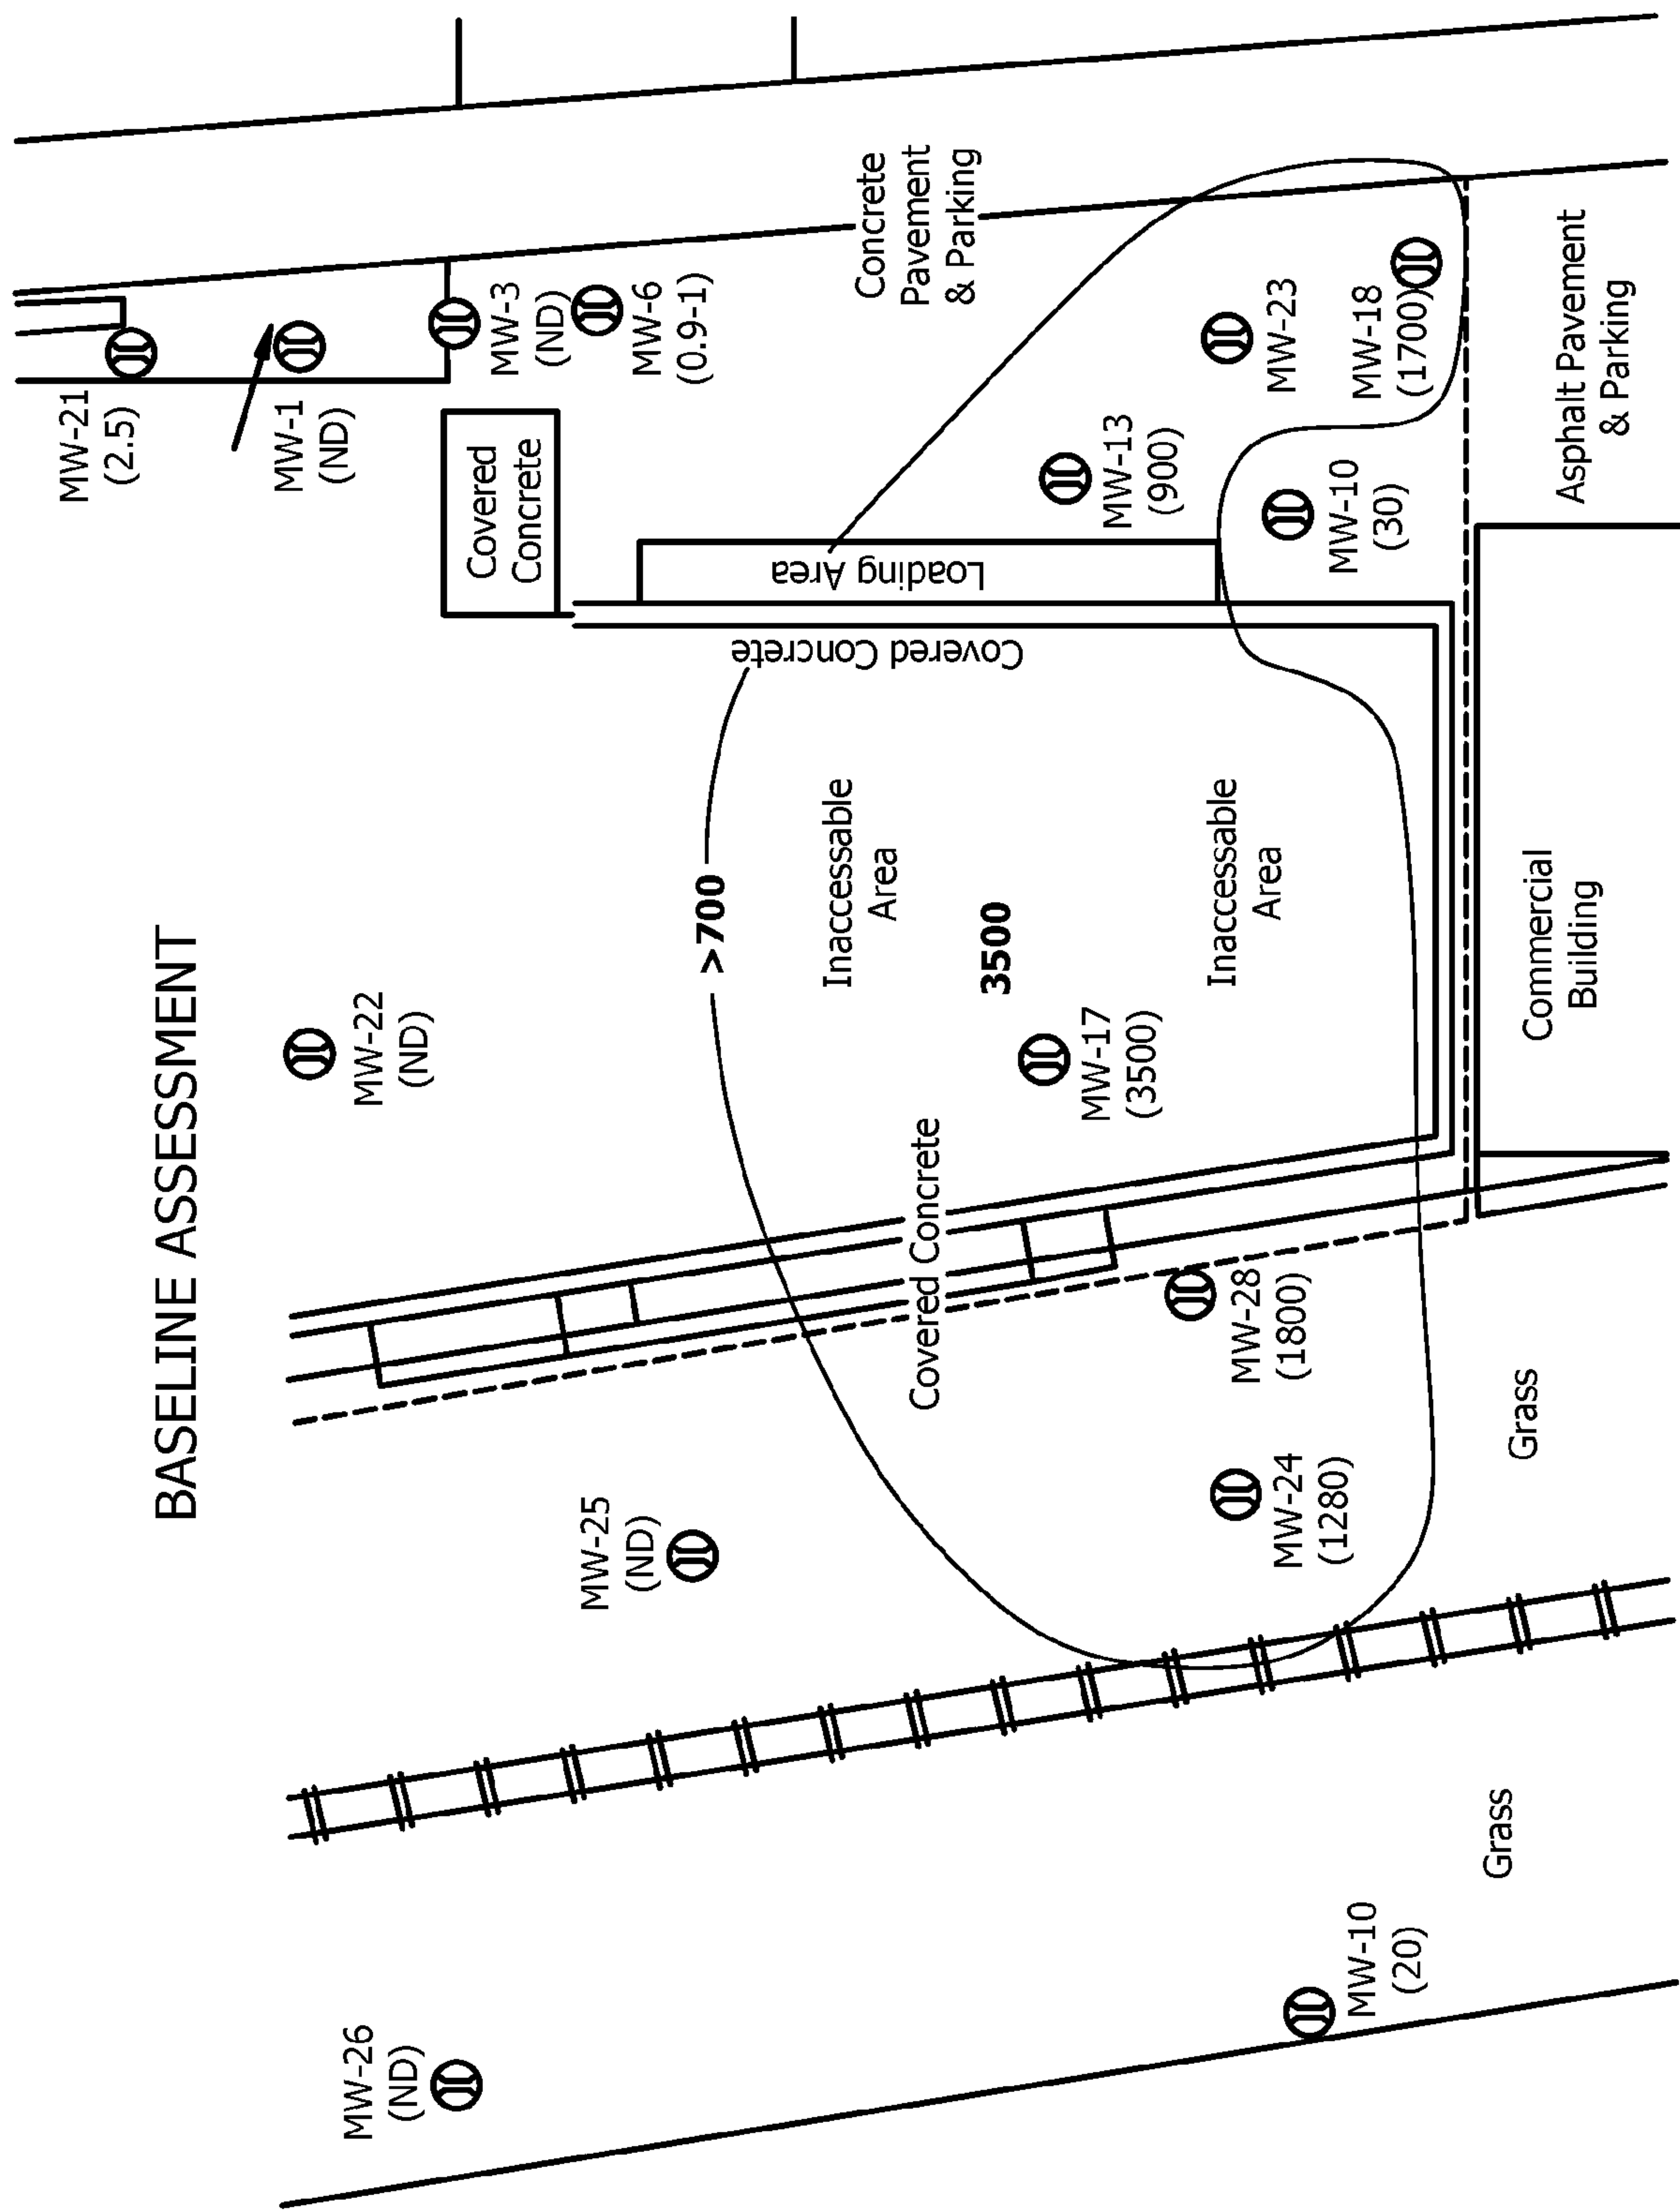 BASELINE ASSESSMENT
MW-26
(ND)
MW-25
(ND)
MW-22
(ND)
MW-21
(2.5)
MW-1
(ND)
MW-3
(ND)
MW-6
(0.9-1)
Covered
Concrete
>700
Covered Concrete
Loading Area
Concrete
Pavement
& Parking
Inaccessable
Area
Covered Concrete
3500
MW-17
(3500)
MW-13
(900)
Inaccessable
Area
MW-28
(1800)
MW-24
(1280)
MW-23
MW-10
(30)
MW-18
(1700)
MW-10
(20)
Grass
Grass
Commercial
Building
Asphalt Pavement
& Parking